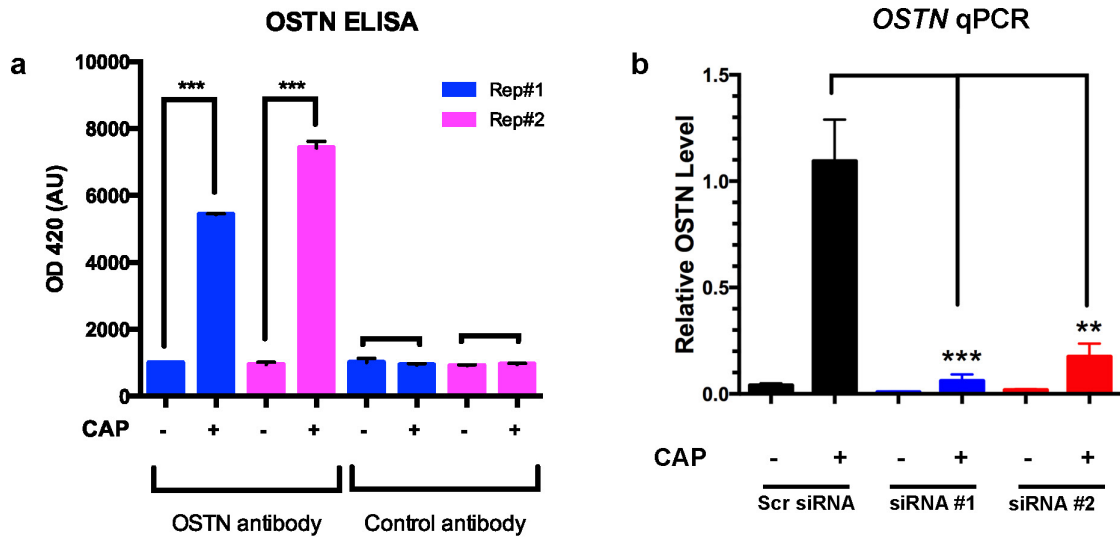 OSTN ELISA
a
OD 420 (AU)
10000
8000
6000
4000
2000
0
***
***
Rep#1
Rep#2
CAP - + - + - + - +
OSTN antibody Control antibody
OSTN qPCR
b
Relative OSTN Level
1.5
1.0
0.5
0.0
***
**
CAP - + - + - +
Scr siRNA siRNA #1 siRNA #2